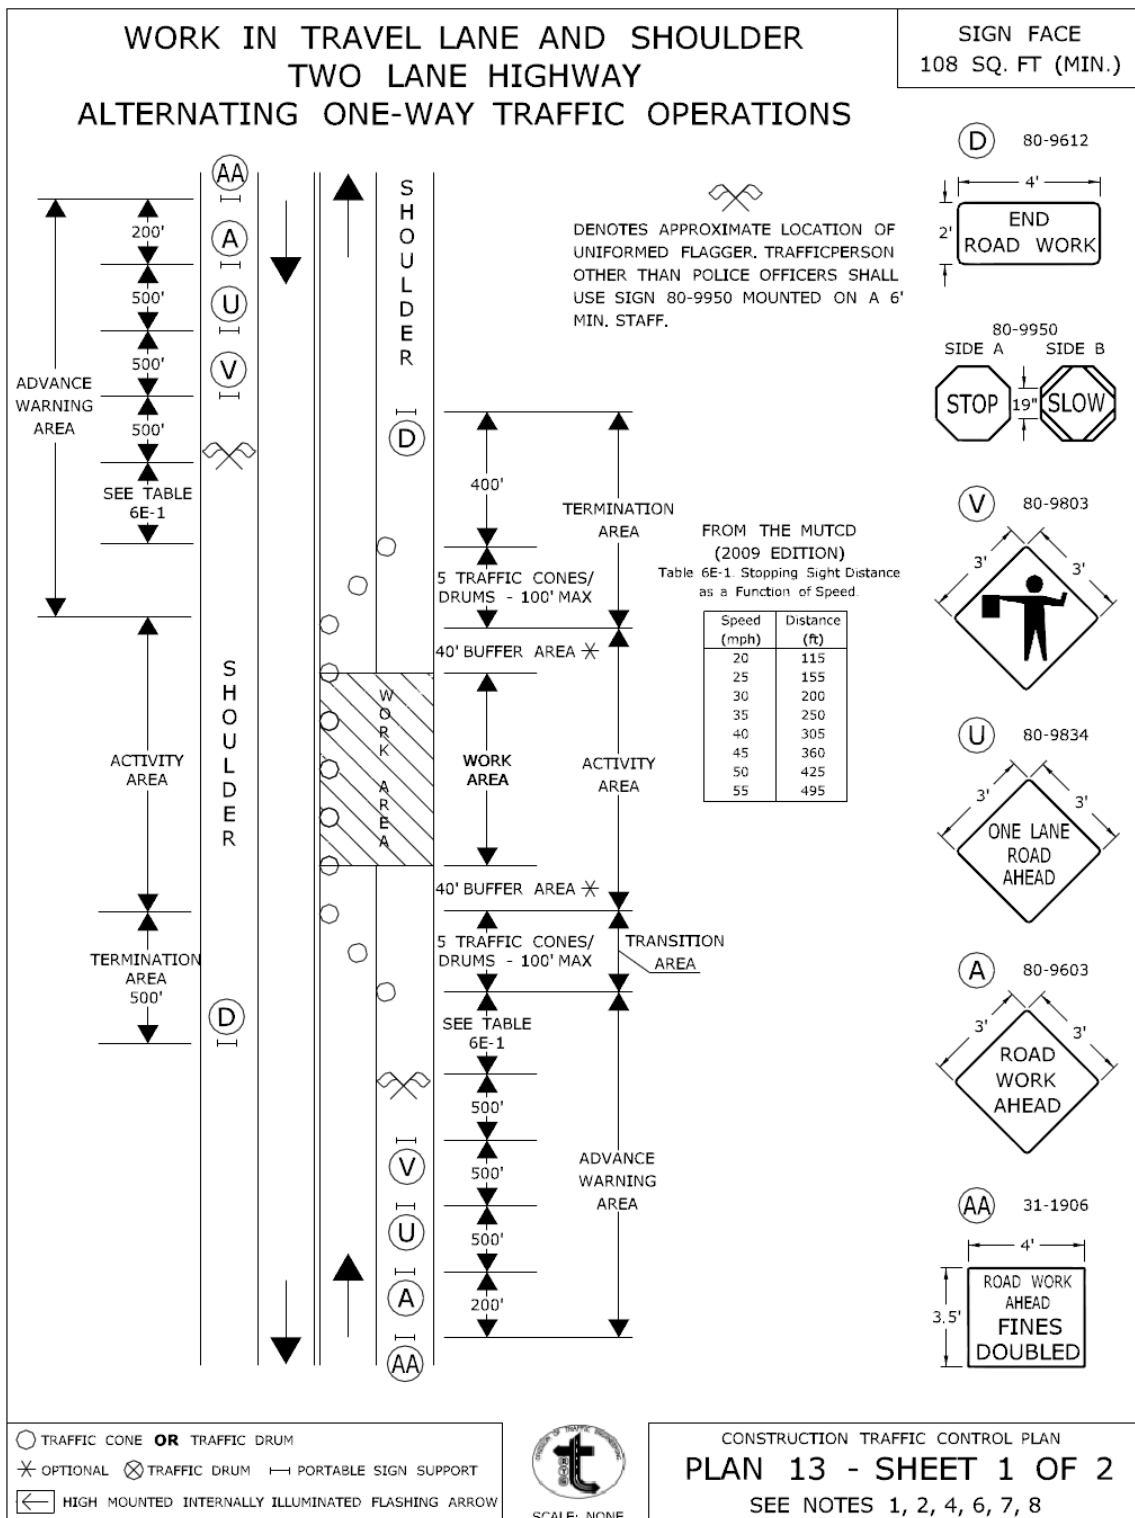 WORK IN TRAVEL LANE AND SHOULDER
TWO LANE HIGHWAY
ALTERNATING ONE-WAY TRAFFIC OPERATIONS
SIGN FACE
108 SQ. FT (MIN.)
AA
A
U
V
200'
500'
500'
500'
SEE TABLE
6E-1
ADVANCE
WARNING
AREA
SHOULDER
ACTIVITY
AREA
TERMINATION
AREA
500'
D
SHOULDER
D
400'
TERMINATION
AREA
5 TRAFFIC CONES/
DRUMS - 100' MAX
40' BUFFER AREA
WORK AREA
WORK
AREA
ACTIVITY
AREA
40' BUFFER AREA
5 TRAFFIC CONES/
DRUMS - 100' MAX
TRANSITION
AREA
SEE TABLE
6E-1
500'
500'
500'
200'
V
U
A
AA
ADVANCE
WARNING
AREA
DENOTES APPROXIMATE LOCATION OF
UNIFORMED FLAGGER. TRAFFICPERSON
OTHER THAN POLICE OFFICERS SHALL
USE SIGN 80-9950 MOUNTED ON A 6'
MIN. STAFF.
FROM THE MUTCD
(2009 EDITION)
Table 6E-1. Stopping Sight Distance
as a Function of Speed.
Speed (mph) Distance (ft)
20 115
25 155
30 200
35 250
40 305
45 360
50 425
55 495
D 80-9612
4'
2'
END
ROAD WORK
80-9950
SIDE A SIDE B
STOP 19" SLOW
V 80-9803
3' 3'
U 80-9834
3' 3'
ONE LANE
ROAD
AHEAD
A 80-9603
3' 3'
ROAD
WORK
AHEAD
AA 31-1906
4'
3.5'
ROAD WORK
AHEAD
FINES
DOUBLED
TRAFFIC CONE OR TRAFFIC DRUM
OPTIONAL TRAFFIC DRUM PORTABLE SIGN SUPPORT
HIGH MOUNTED INTERNALLY ILLUMINATED FLASHING ARROW
DIVISION OF TRAFFIC ENGINEERING
SCALE: NONE
CONSTRUCTION TRAFFIC CONTROL PLAN
PLAN 13 - SHEET 1 OF 2
SEE NOTES 1, 2, 4, 6, 7, 8